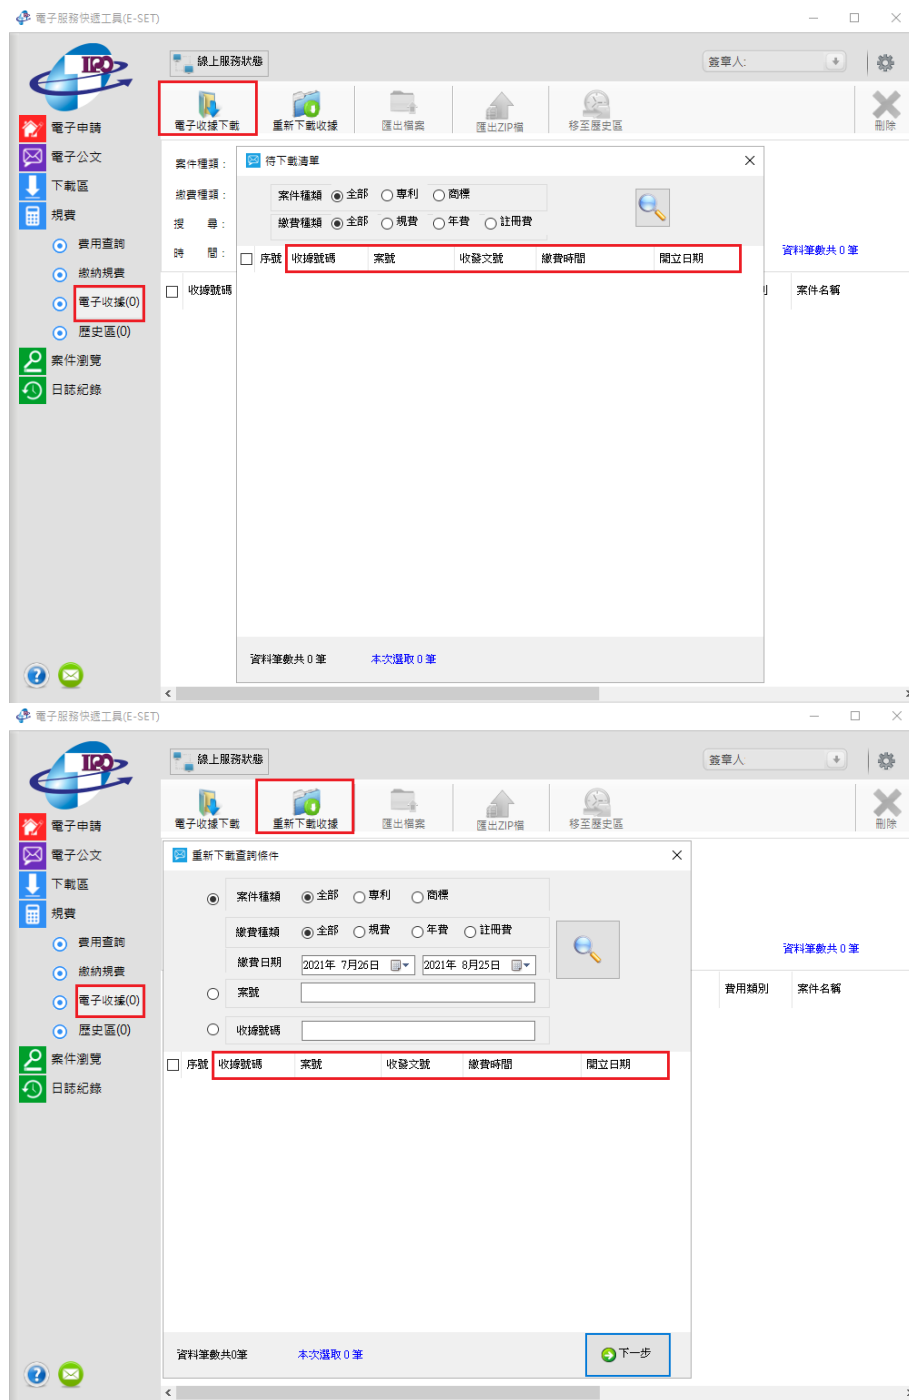 電子服務快遞工具(E-SET)
IPO
線上服務狀態
簽章人:
電子收據下載
重新下載收據
匯出檔案
匯出ZIP檔
移至歷史區
刪除
電子申請
電子公文
下載區
規費
費用查詢
繳納規費
電子收據(0)
歷史區(0)
案件瀏覽
日誌紀錄
案件種類:
繳費種類:
搜 尋:
時 間:
資料筆數共 0 筆
收據號碼
案件名稱
待下載清單
案件種類 全部 專利 商標
繳費種類 全部 規費 年費 註冊費
序號 收據號碼 案號 收發文號 繳費時間 開立日期
資料筆數共 0 筆 本次選取 0 筆
電子服務快遞工具(E-SET)
IPO
線上服務狀態
簽章人
電子收據下載
重新下載收據
匯出檔案
匯出ZIP檔
移至歷史區
刪除
電子申請
電子公文
下載區
規費
費用查詢
繳納規費
電子收據(0)
歷史區(0)
案件瀏覽
日誌紀錄
重新下載查詢條件
案件種類 全部 專利 商標
繳費種類 全部 規費 年費 註冊費
繳費日期 2021年 7月26日 2021年 8月25日
案號
收據號碼
序號 收據號碼 案號 收發文號 繳費時間 開立日期
資料筆數共 0 筆
費用類別 案件名稱
資料筆數共0筆 本次選取 0 筆
下一步